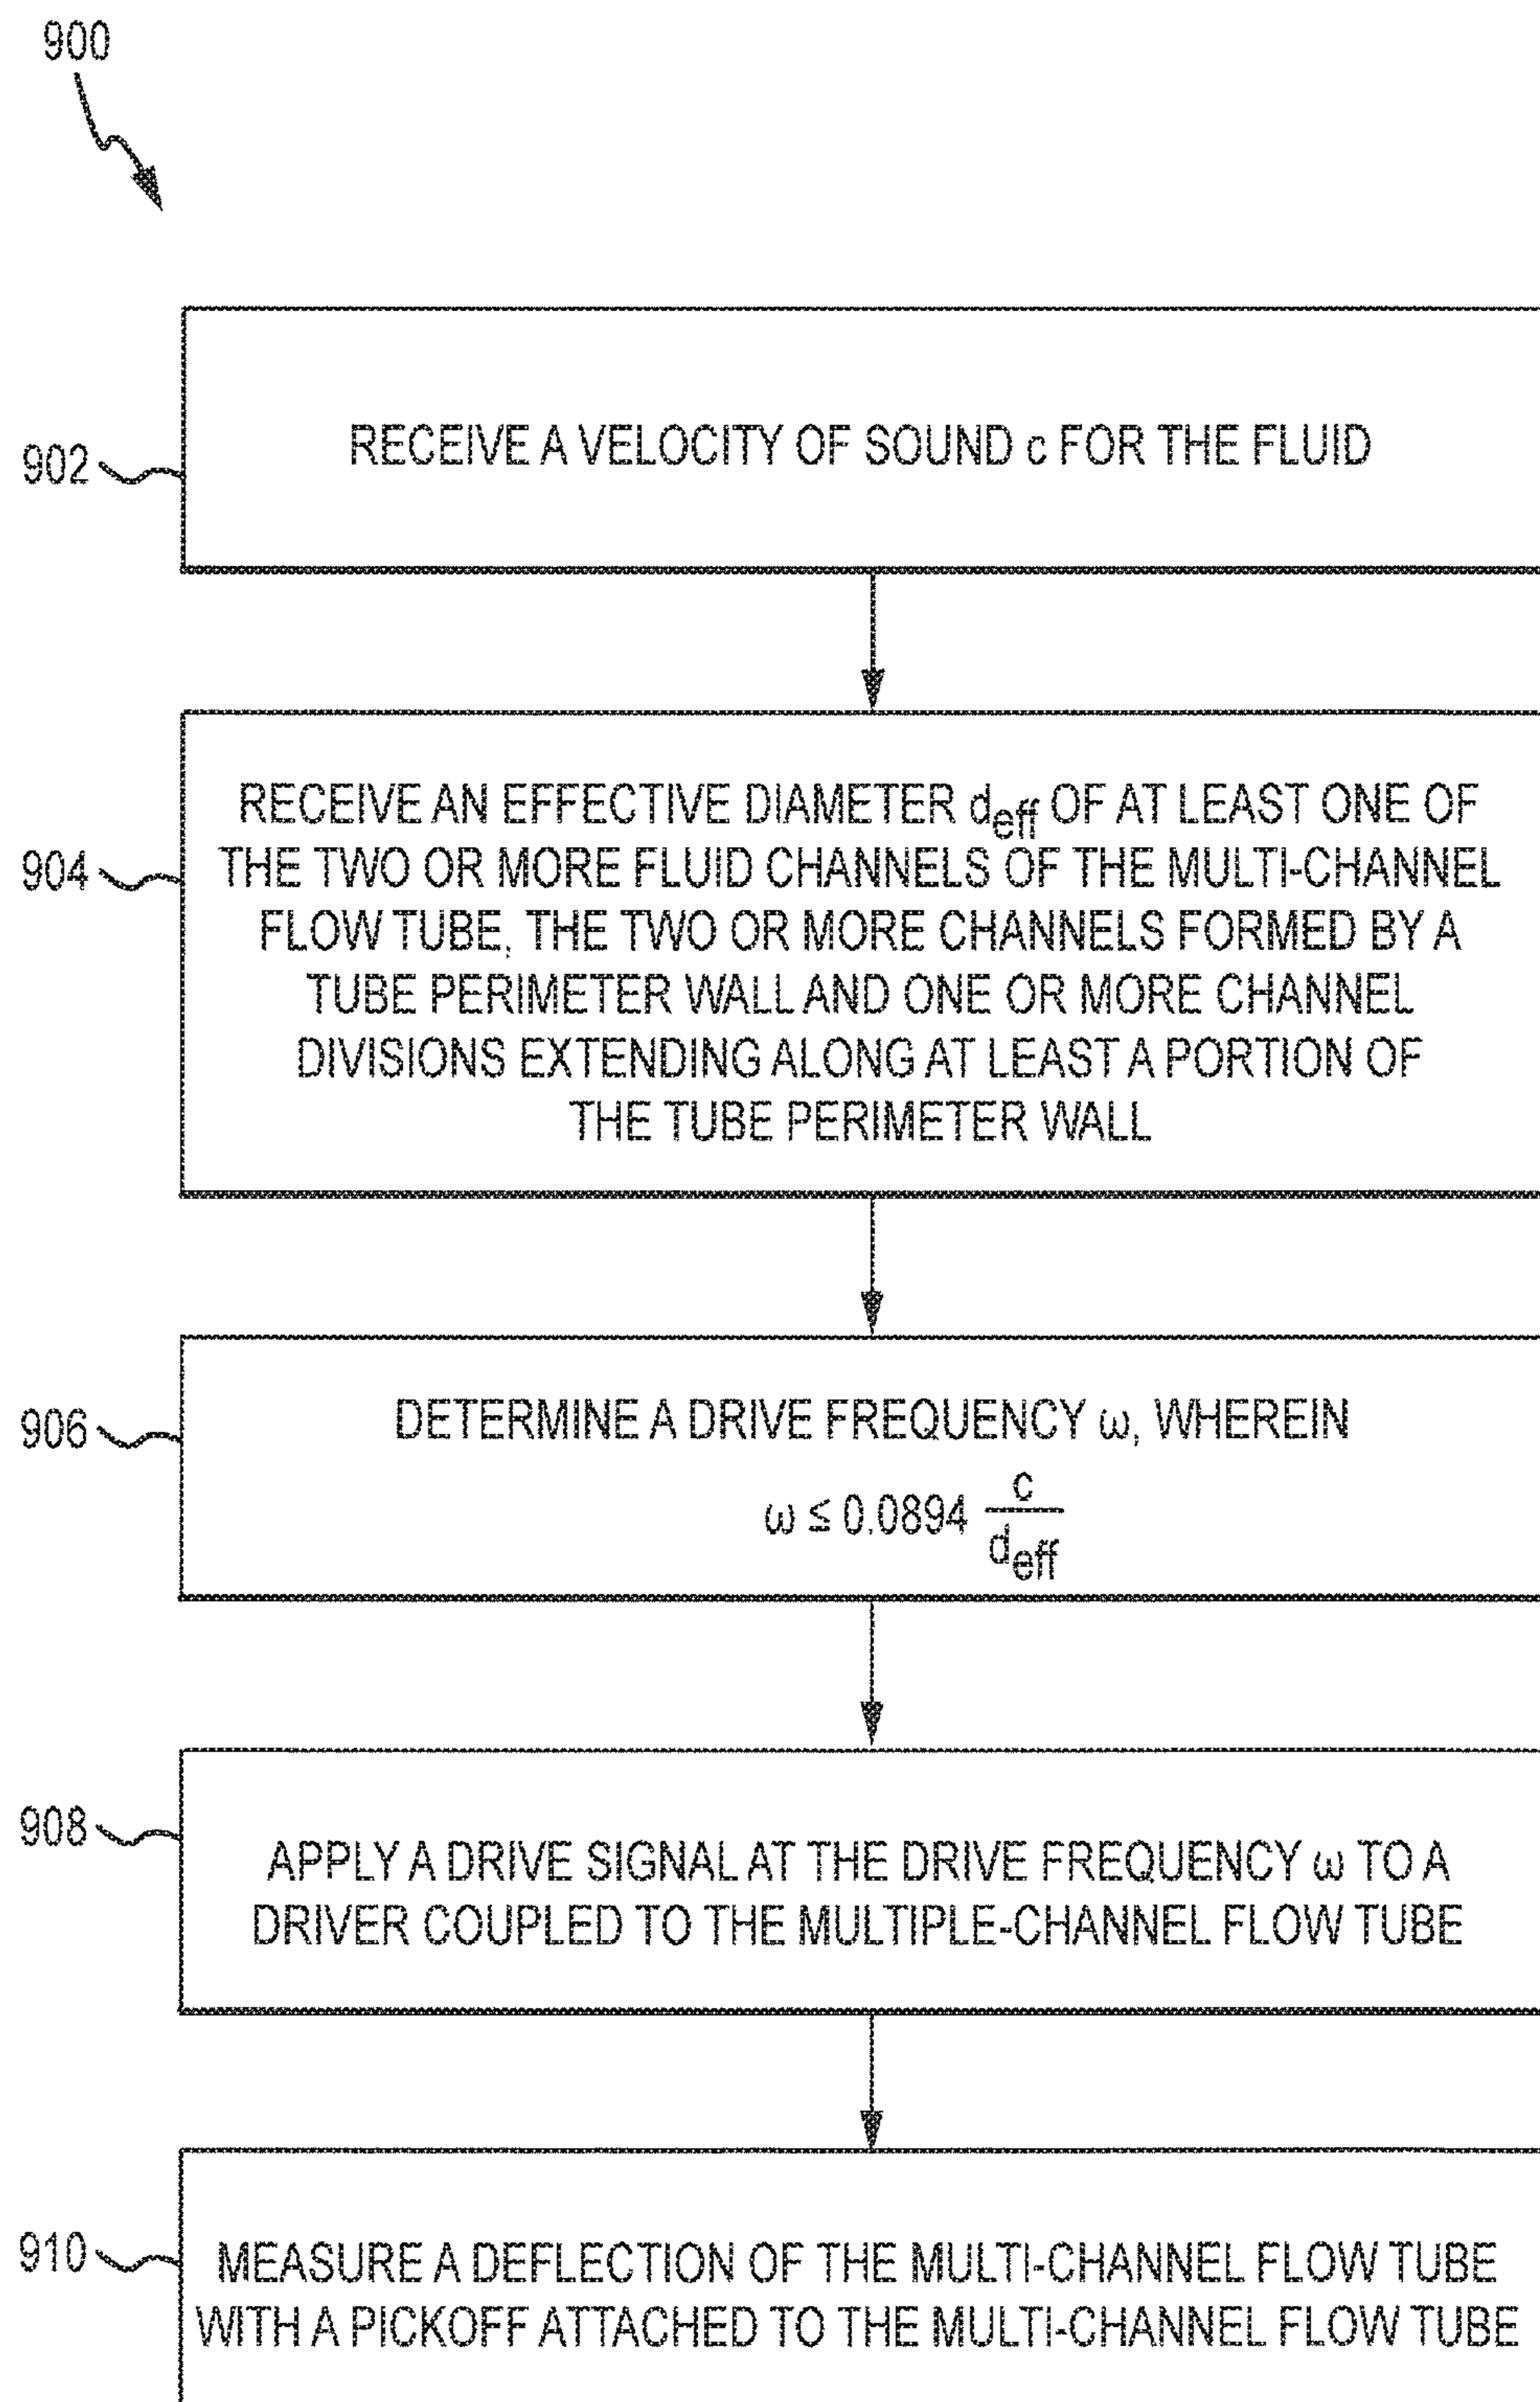 900
902
RECEIVE A VELOCITY OF SOUND c FOR THE FLUID
904
RECEIVE AN EFFECTIVE DIAMETER d_eff OF AT LEAST ONE OF
THE TWO OR MORE FLUID CHANNELS OF THE MULTI-CHANNEL
FLOW TUBE, THE TWO OR MORE CHANNELS FORMED BY A
TUBE PERIMETER WALL AND ONE OR MORE CHANNEL
DIVISIONS EXTENDING ALONG AT LEAST A PORTION OF
THE TUBE PERIMETER WALL
906
DETERMINE A DRIVE FREQUENCY ω, WHEREIN
ω ≤ 0.0894 c/d_eff
908
APPLY A DRIVE SIGNAL AT THE DRIVE FREQUENCY ω TO A
DRIVER COUPLED TO THE MULTIPLE-CHANNEL FLOW TUBE
910
MEASURE A DEFLECTION OF THE MULTI-CHANNEL FLOW TUBE
WITH A PICKOFF ATTACHED TO THE MULTI-CHANNEL FLOW TUBE